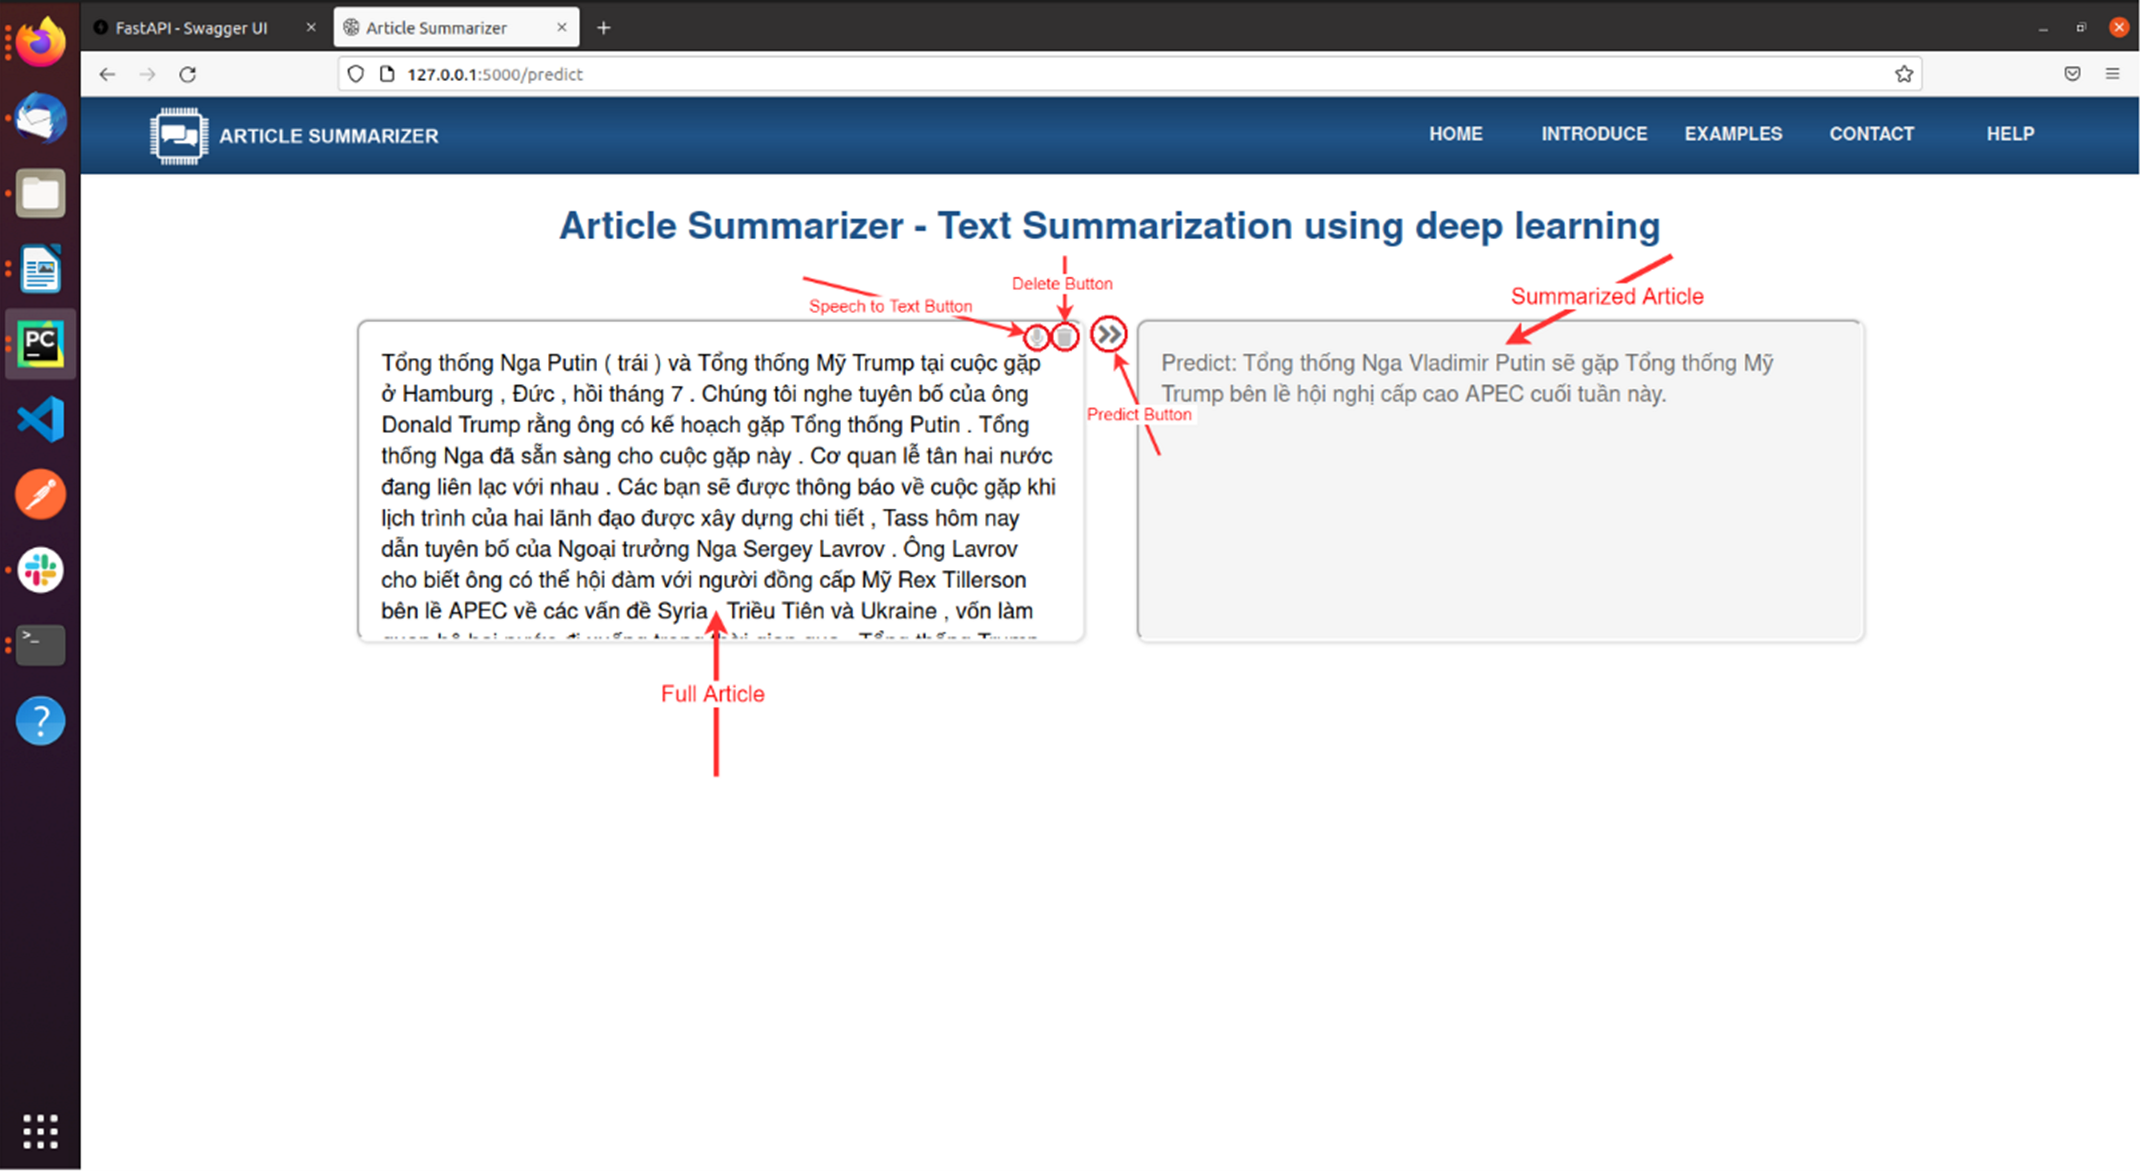 FastAPI - Swagger UI
Article Summarizer
127.0.0.1:5000/predict
ARTICLE SUMMARIZER
HOME INTRODUCE EXAMPLES CONTACT HELP
Article Summarizer - Text Summarization using deep learning
Delete Button
Speech to Text Button
Summarized Article
Tổng thống Nga Putin ( trái ) và Tổng thống Mỹ Trump tại cuộc gặp
ở Hamburg , Đức , hồi tháng 7 . Chúng tôi nghe tuyên bố của ông
Donald Trump rằng ông có kế hoạch gặp Tổng thống Putin . Tổng
thống Nga đã sẵn sàng cho cuộc gặp này . Cơ quan lễ tân hai nước
đang liên lạc với nhau . Các bạn sẽ được thông báo về cuộc gặp khi
lịch trình của hai lãnh đạo được xây dựng chi tiết , Tass hôm nay
dẫn tuyên bố của Ngoại trưởng Nga Sergey Lavrov . Ông Lavrov
cho biết ông có thể hội đàm với người đồng cấp Mỹ Rex Tillerson
bên lề APEC về các vấn đề Syria , Triều Tiên và Ukraine , vốn làm
Predict: Tổng thống Nga Vladimir Putin sẽ gặp Tổng thống Mỹ
Trump bên lề hội nghị cấp cao APEC cuối tuần này.
Predict Button
Full Article
PC